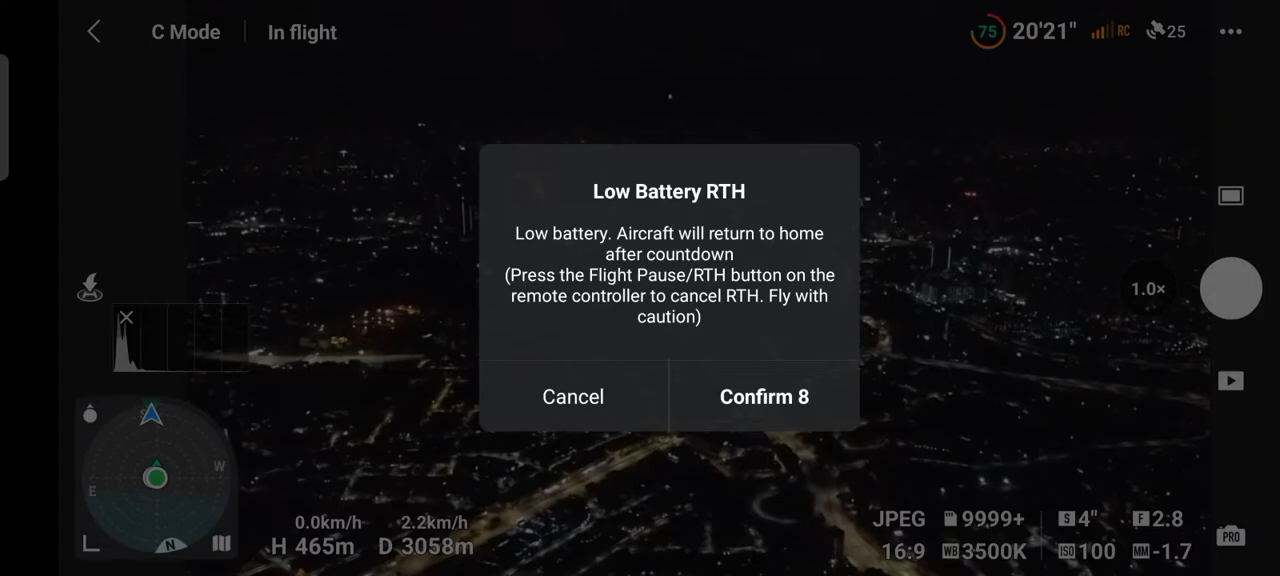 C Mode
In flight
75
20'21"
RC
25
Low Battery RTH
Low battery. Aircraft will return to home
after countdown
(Press the Flight Pause/RTH button on the
remote controller to cancel RTH. Fly with
caution)
Cancel
Confirm 8
1.0×
S
W
E
N
0.0km/h
2.2km/h
H 465m
D 3058m
JPEG
9999+
S 4"
F 2.8
16:9
WB 3500K
ISO 100
MM -1.7
PRO